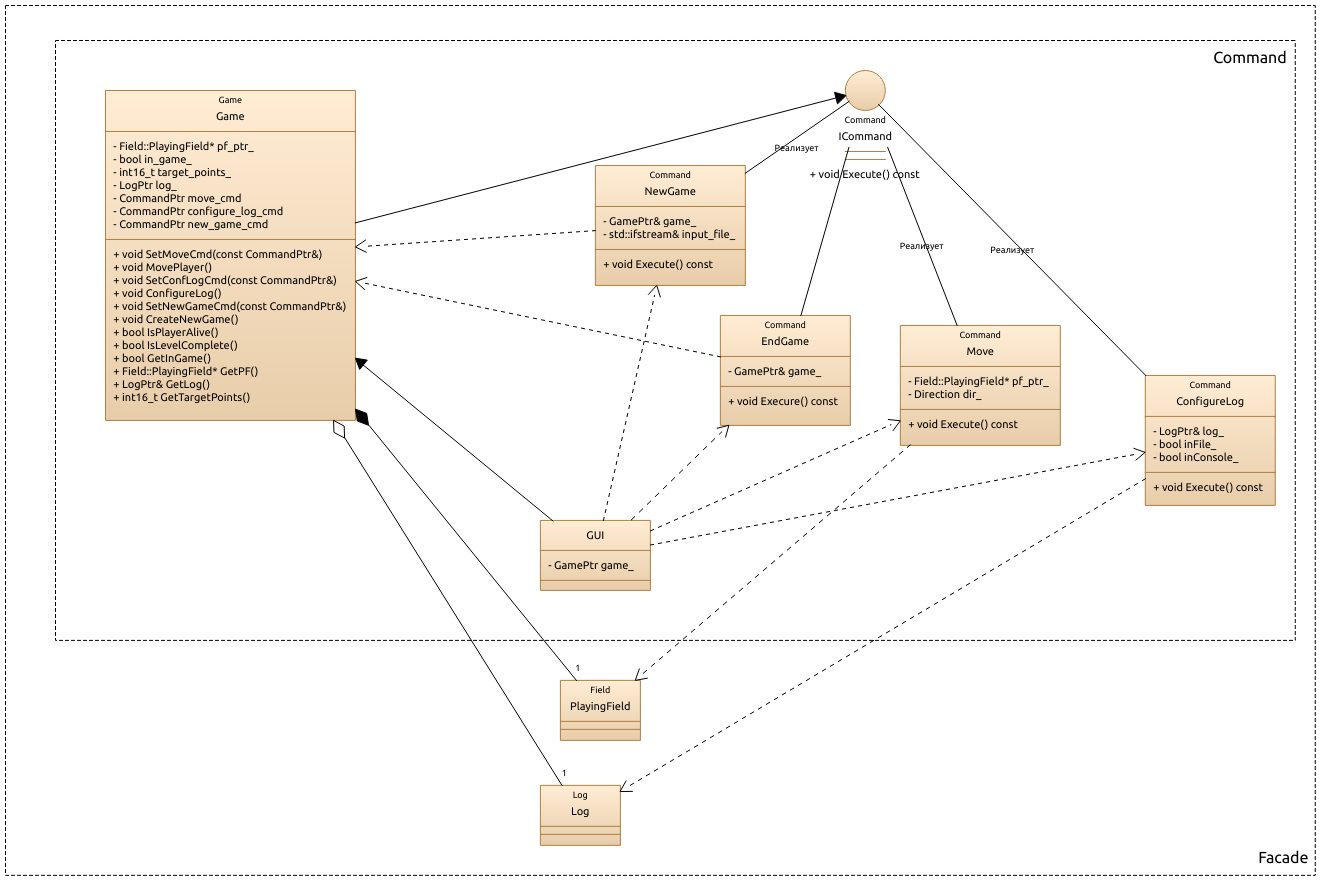 Command
Game
Game
- Field::PlayingField* pf_ptr_
- bool in_game_
- int16_t target_points_
- LogPtr log_
- CommandPtr move_cmd
- CommandPtr configure_log_cmd
- CommandPtr new_game_cmd
+ void SetMoveCmd(const CommandPtr&)
+ void MovePlayer()
+ void SetConfLogCmd(const CommandPtr&)
+ void ConfigureLog()
+ void SetNewGameCmd(const CommandPtr&)
+ void CreateNewGame()
+ bool IsPlayerAlive()
+ bool IsLevelComplete()
+ bool GetInGame()
+ Field::PlayingField* GetPF()
+ LogPtr& GetLog()
+ int16_t GetTargetPoints()
Command
ICommand
+ void Execute() const
Реализует
Реализует
Реализует
Command
NewGame
- GamePtr& game_
- std::ifstream& input_file_
+ void Execute() const
Command
EndGame
- GamePtr& game_
+ void Execure() const
Command
Move
- Field::PlayingField* pf_ptr_
- Direction dir_
+ void Execute() const
Command
ConfigureLog
- LogPtr& log_
- bool inFile_
- bool inConsole_
+ void Execute() const
GUI
- GamePtr game_
1
Field
PlayingField
1
Log
Log
Facade